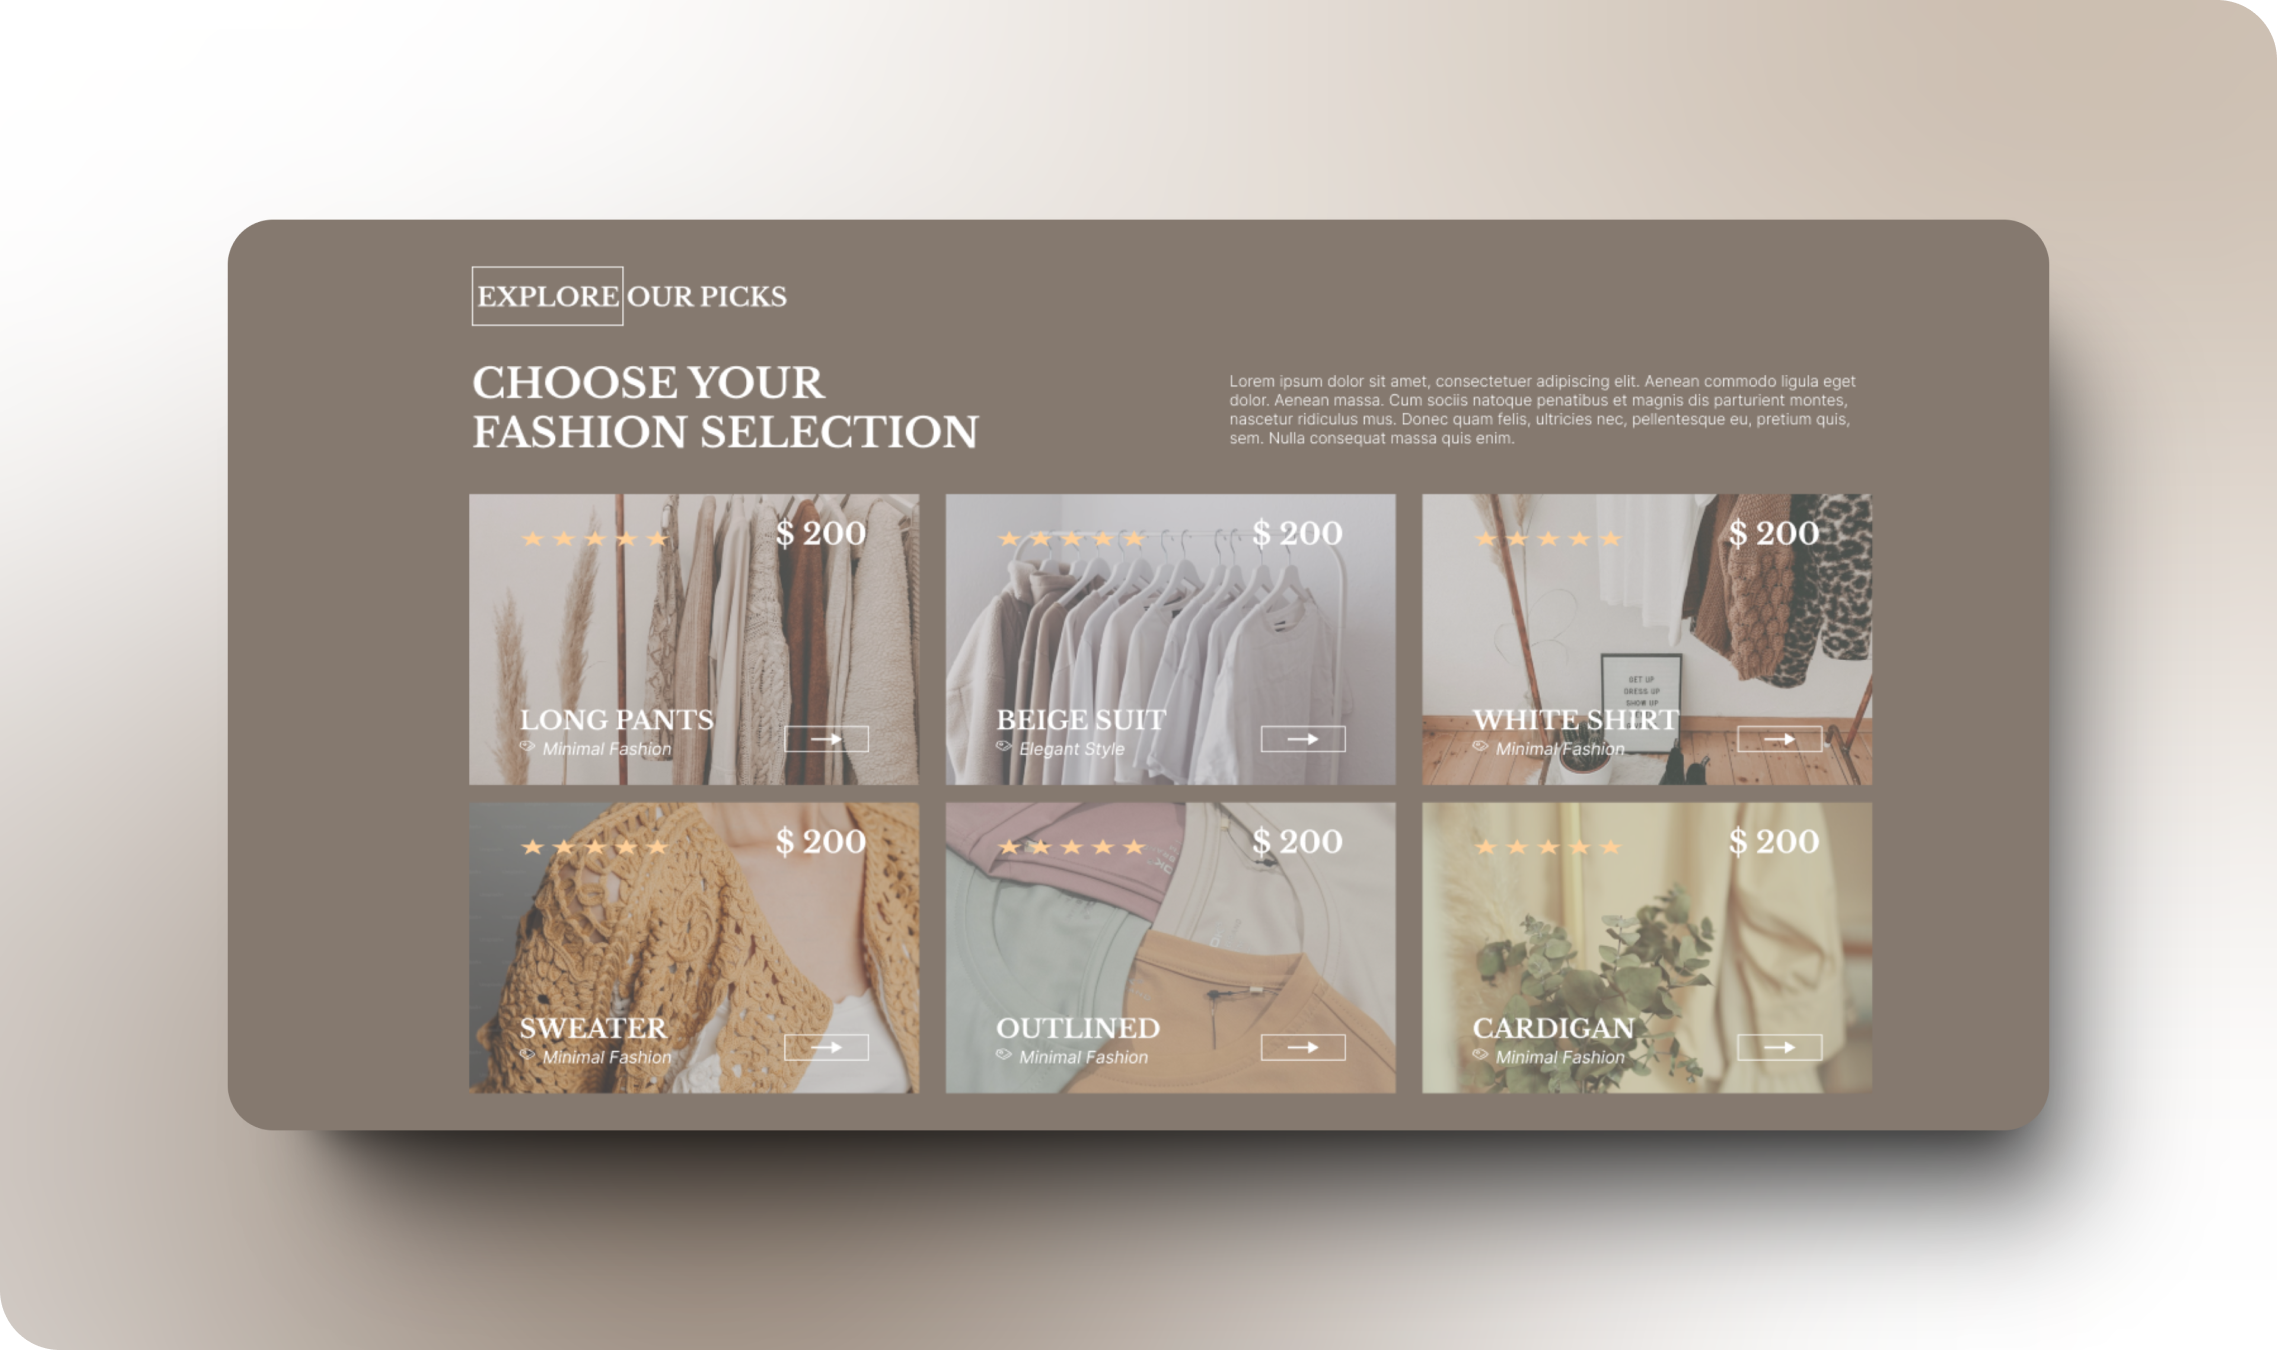 EXPLORE OUR PICKS
CHOOSE YOUR
FASHION SELECTION
Lorem ipsum dolor sit amet, consectetuer adipiscing elit. Aenean commodo ligula eget
dolor. Aenean massa. Cum sociis natoque penatibus et magnis dis parturient montes,
nascetur ridiculus mus. Donec quam felis, ultricies nec, pellentesque eu, pretium quis,
sem. Nulla consequat massa quis enim.
$ 200
LONG PANTS
Minimal Fashion
$ 200
BEIGE SUIT
Elegant Style
$ 200
GET UP
DRESS UP
SHOW UP
WHITE SHIRT
Minimal Fashion
$ 200
SWEATER
Minimal Fashion
$ 200
OUTLINED
Minimal Fashion
$ 200
CARDIGAN
Minimal Fashion